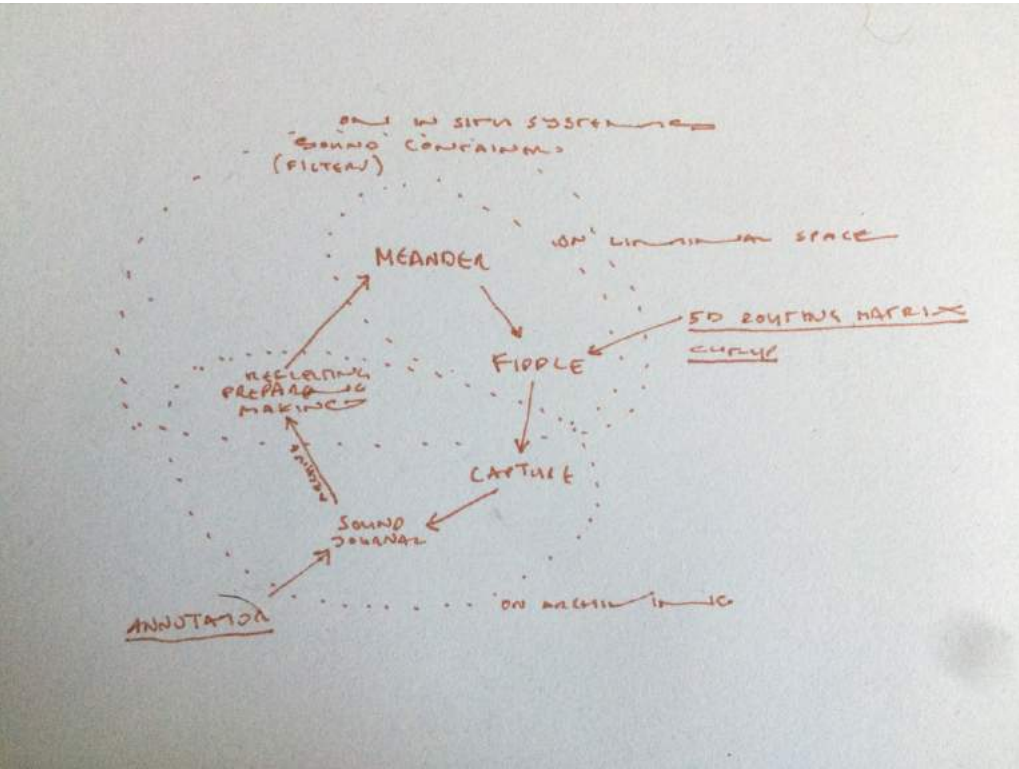 ON IN SITU SYSTEMICS
"SOUND CONTAINERS
(FILTERS)
ON LIMINAL SPACE
MEANDER
5D ROUTING MATRIX
FIDDLE
REFLECTING
PREPARING
MAKING
CAPTURE
SOUND
JOURNAL
ON ARCHIVING
ANNOTATOR